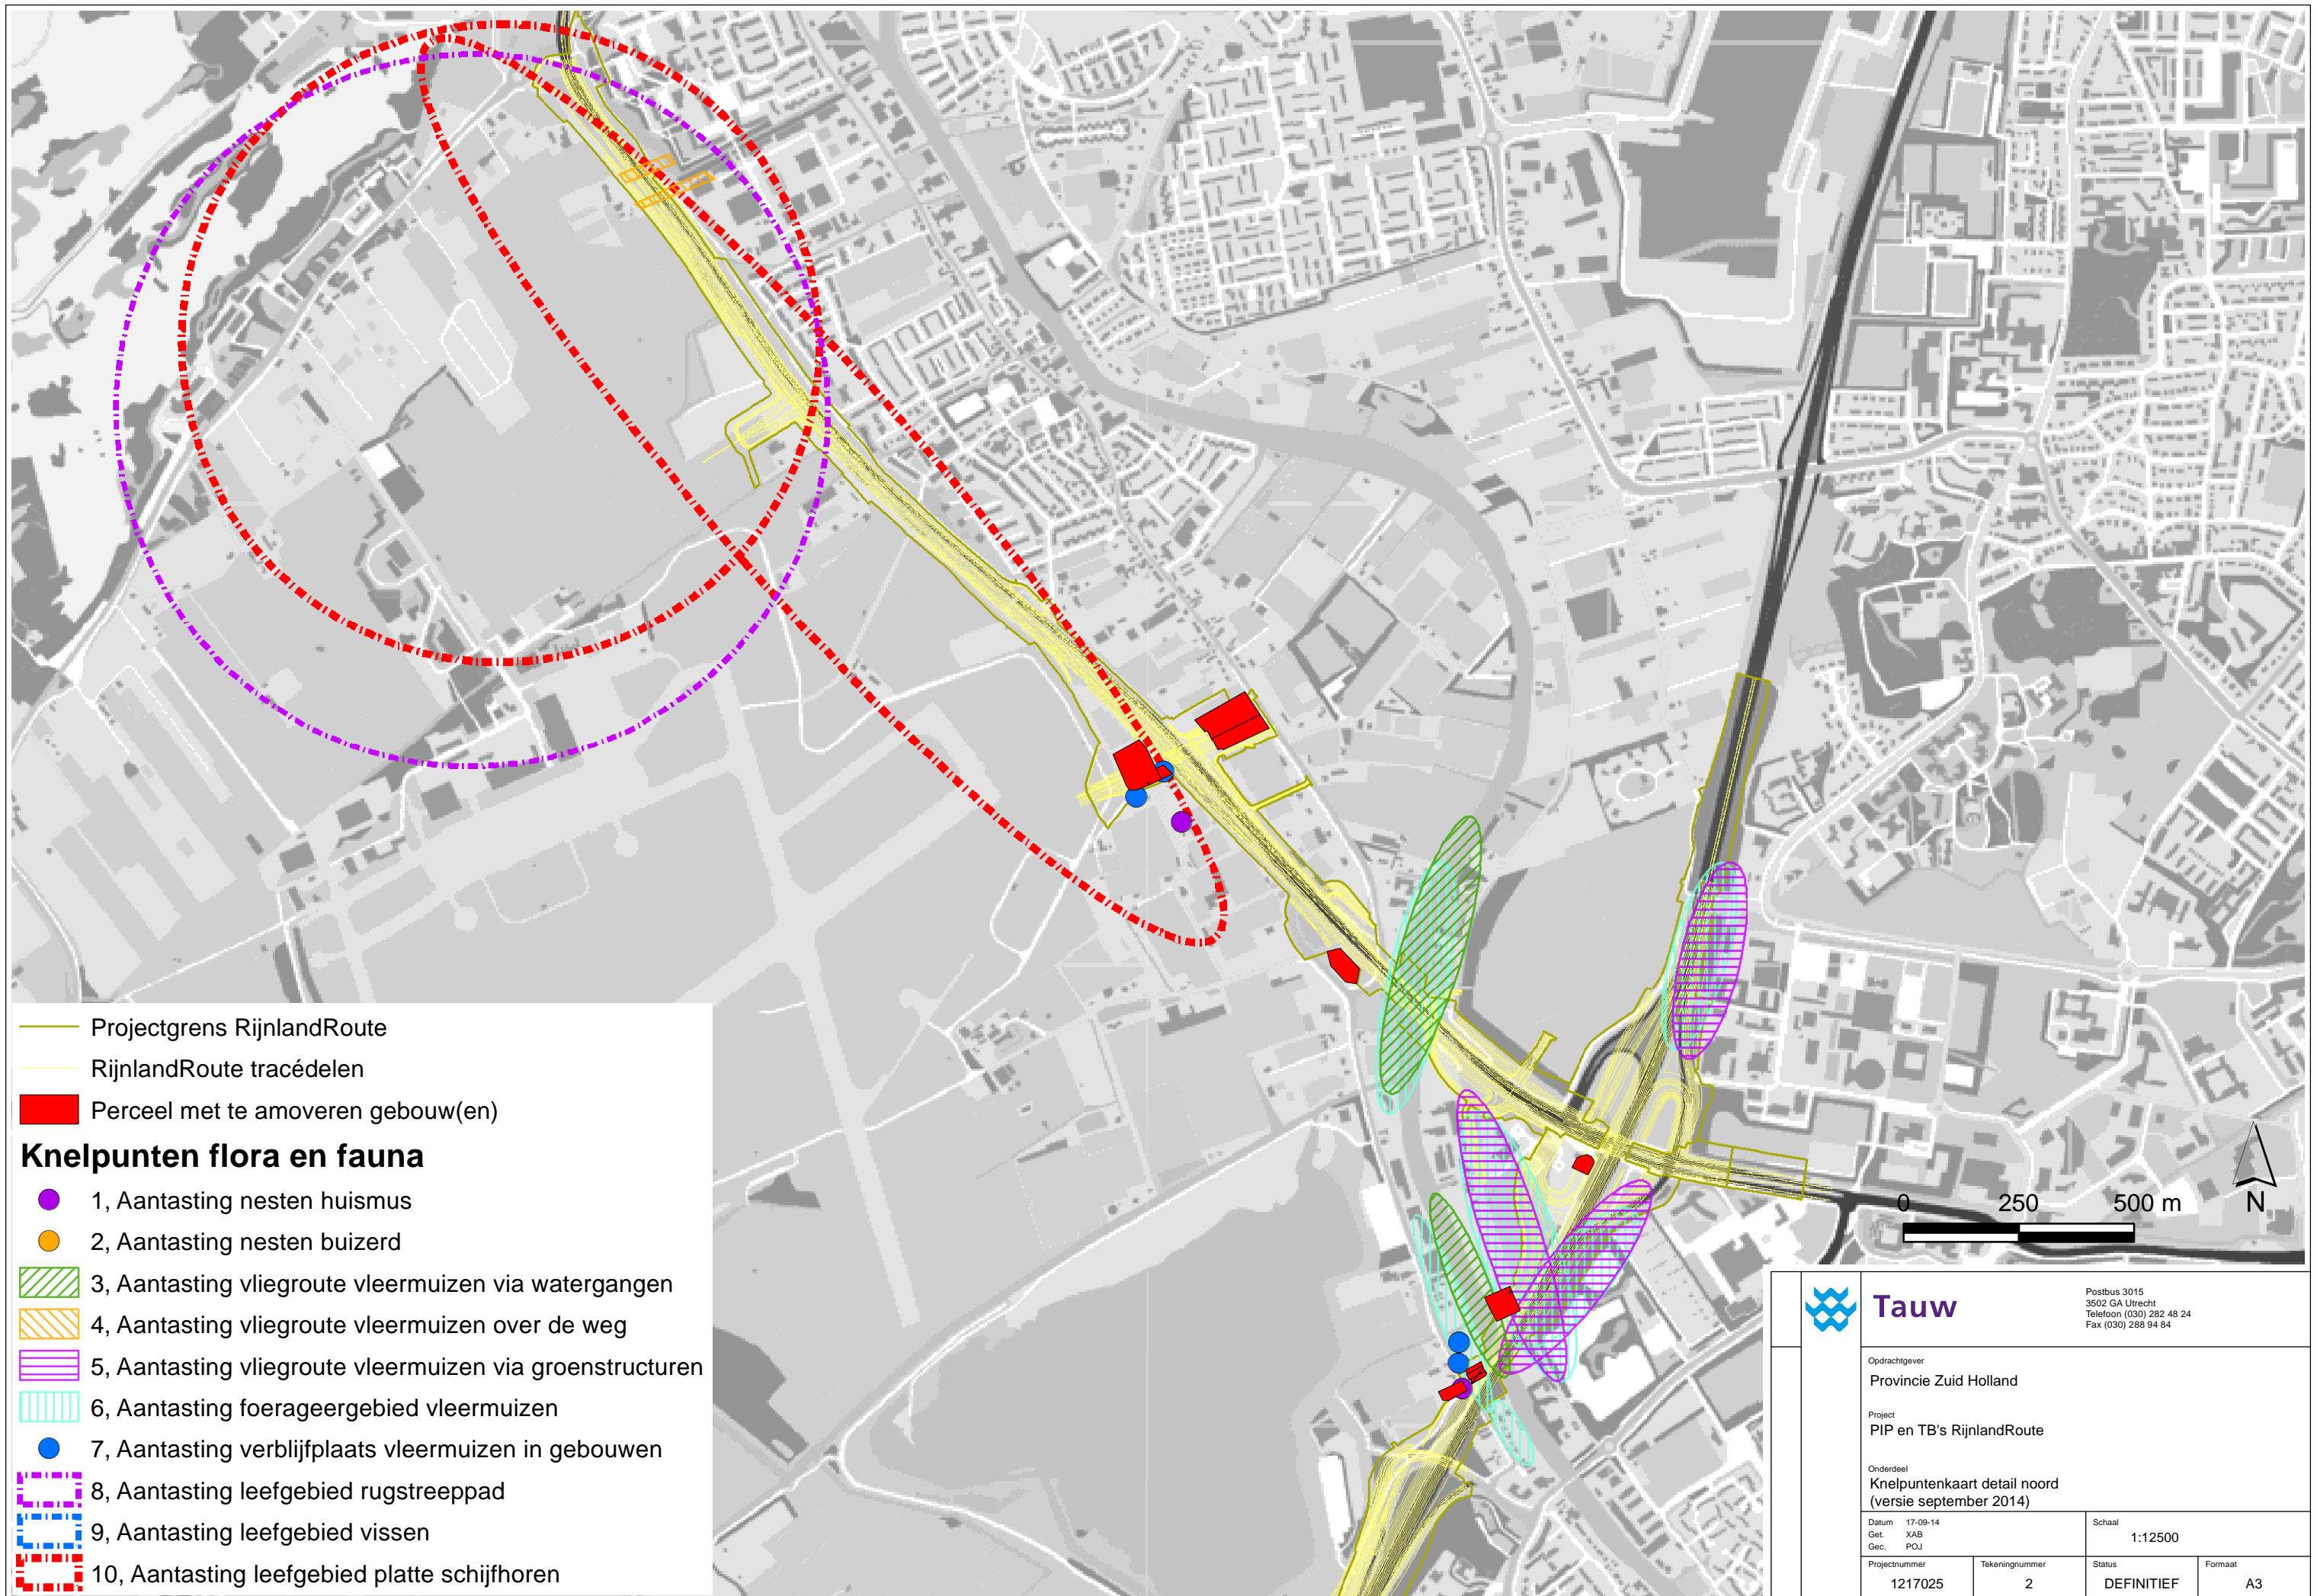 Projectgrens RijnlandRoute
RijnlandRoute tracédelen
Perceel met te amoveren gebouw(en)
Knelpunten flora en fauna
1, Aantasting nesten huismus
2, Aantasting nesten buizerd
3, Aantasting vliegroute vleermuizen via watergangen
4, Aantasting vliegroute vleermuizen over de weg
5, Aantasting vliegroute vleermuizen via groenstructuren
6, Aantasting foerageergebied vleermuizen
7, Aantasting verblijfplaats vleermuizen in gebouwen
8, Aantasting leefgebied rugstreeppad
9, Aantasting leefgebied vissen
10, Aantasting leefgebied platte schijfhoren
0 250 500 m
N
Tauw
Postbus 3015
3502 GA Utrecht
Telefoon (030) 282 48 24
Fax (030) 288 94 84
Opdrachtgever
Provincie Zuid Holland
Project
PIP en TB's RijnlandRoute
Onderdeel
Knelpuntenkaart detail noord
(versie september 2014)
Datum 17-09-14
Get. XAB
Gec. POJ
Schaal
1:12500
Projectnummer
1217025
Tekeningnummer
2
Status
DEFINITIEF
Formaat
A3